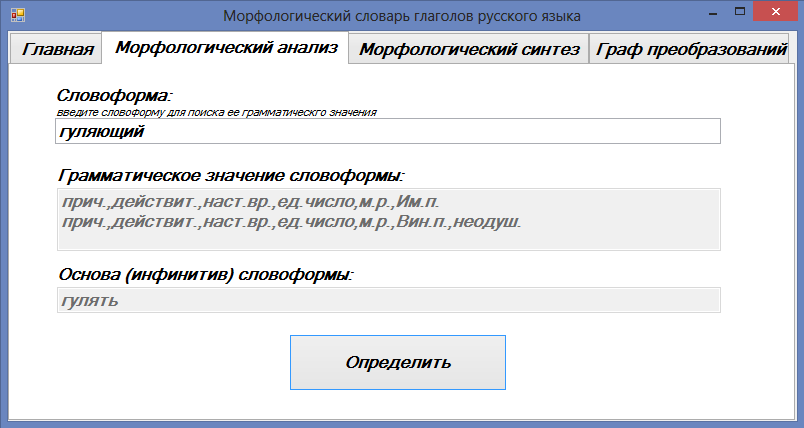 Морфологический словарь глаголов русского языка
Главная Морфологический анализ Морфологический синтез Граф преобразований
Словоформа:
введите словоформу для поиска ее грамматическго значения
гуляющий
Грамматическое значение словоформы:
прич.,действит.,наст.вр.,ед.число,м.р.,Им.п.
прич.,действит.,наст.вр.,ед.число,м.р.,Вин.п.,неодуш.
Основа (инфинитив) словоформы:
гулять
Определить